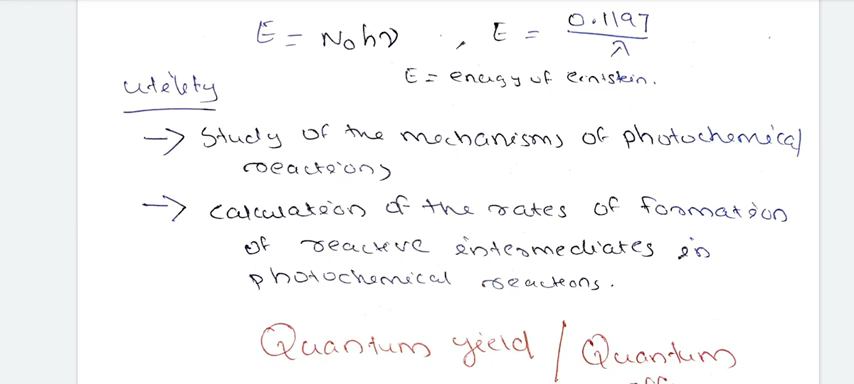 E = N₀hν , E = 0.1197/λ
E = energy of einstein.
Utility
→ Study of the mechanisms of photochemical
reactions
→ calculation of the rates of formation
of reactive intermediates in
photochemical reactions.
Quantum yield / Quantum